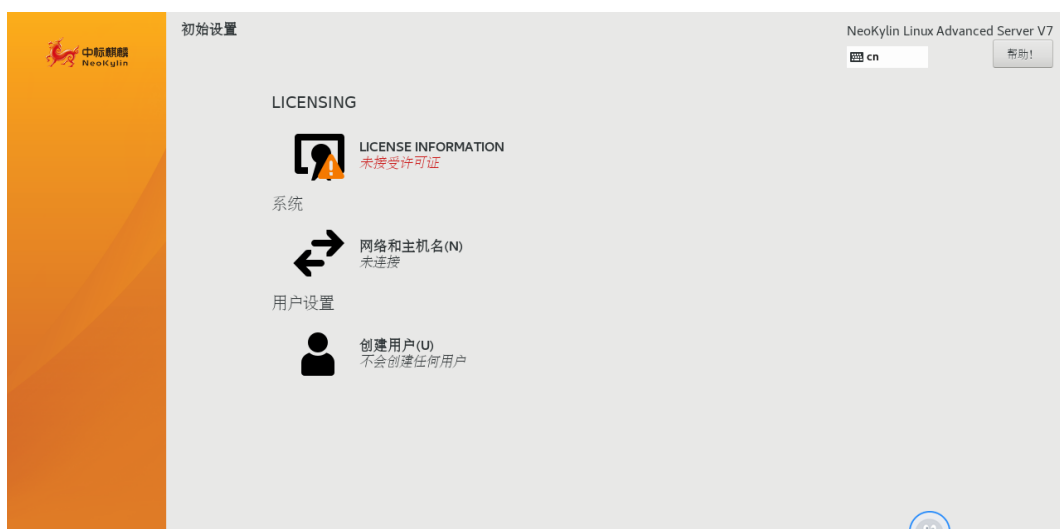 中标麒麟
NeoKylin
初始设置
NeoKylin Linux Advanced Server V7
cn
帮助!
LICENSING
LICENSE INFORMATION
未接受许可证
系统
网络和主机名(N)
未连接
用户设置
创建用户(U)
不会创建任何用户